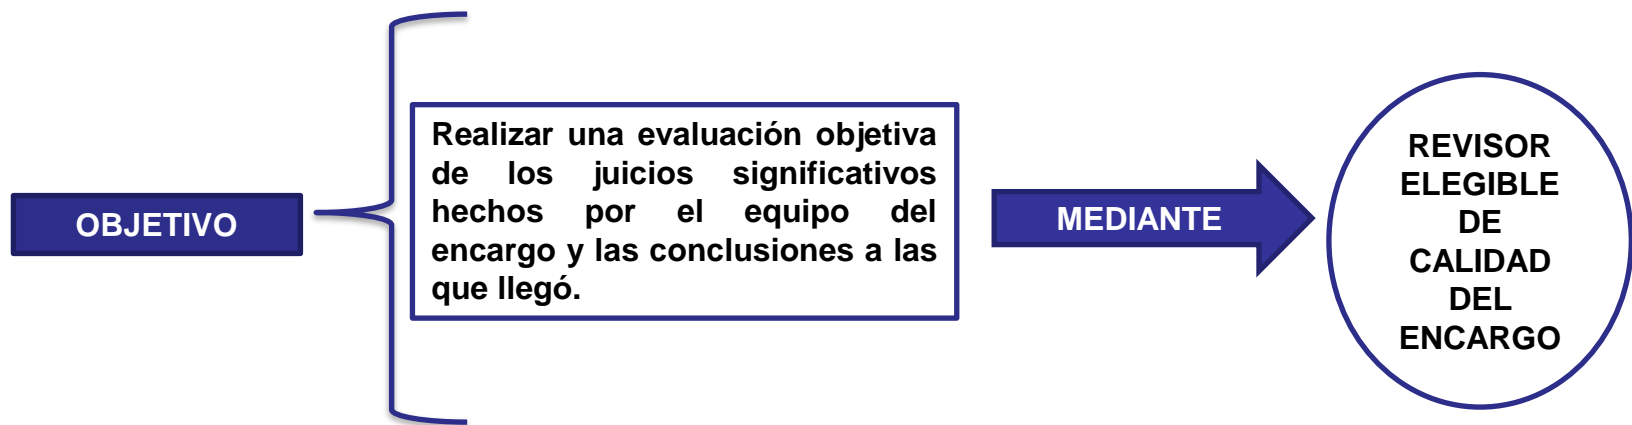 OBJETIVO
Realizar una evaluación objetiva
de los juicios significativos
hechos por el equipo del
encargo y las conclusiones a las
que llegó.
MEDIANTE
REVISOR
ELEGIBLE
DE
CALIDAD
DEL
ENCARGO